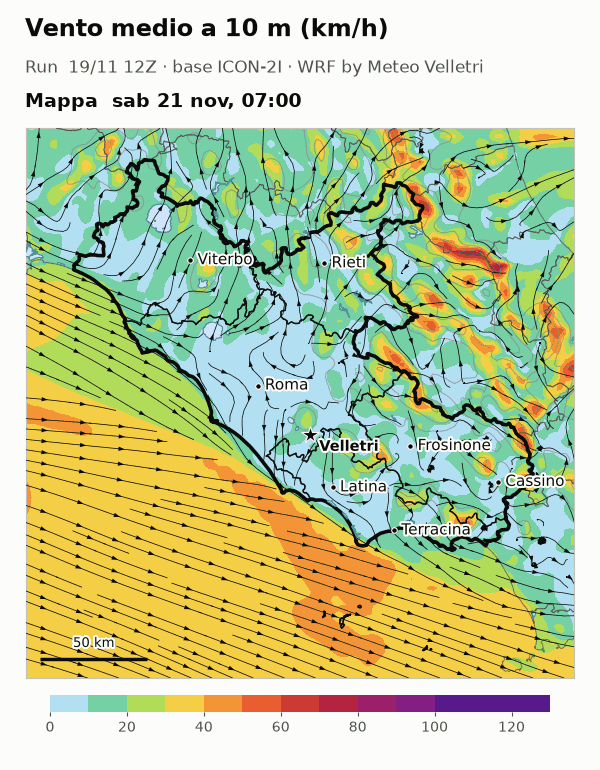 Vento medio a 10 m (km/h)
Run 19/11 12Z · base ICON-2I · WRF by Meteo Velletri
Mappa sab 21 nov, 07:00
Viterbo
Rieti
Roma
Velletri
Frosinone
Latina
Cassino
Terracina
50 km
0 20 40 60 80 100 120